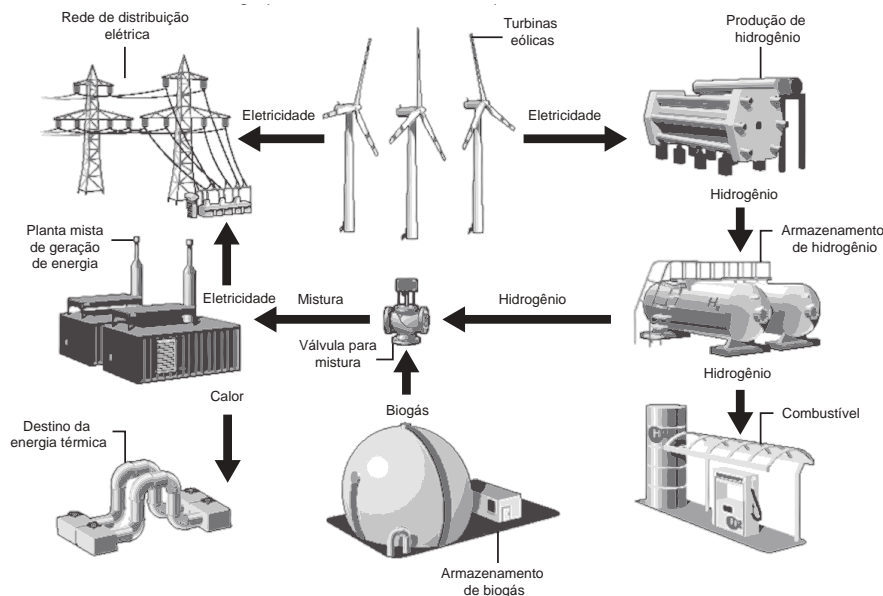 Rede de distribuição
elétrica
Turbinas
eólicas
Produção de
hidrogênio
Eletricidade
Eletricidade
Hidrogênio
Planta mista
de geração
de energia
Armazenamento
de hidrogênio
Eletricidade
Mistura
Hidrogênio
Válvula para
mistura
Hidrogênio
Calor
Biogás
Combustível
Destino da
energia térmica
Armazenamento
de biogás